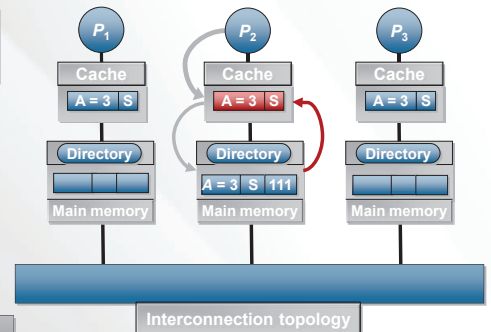 P1 P2 P3
Cache Cache Cache
A = 3 S A = 3 S A = 3 S
Directory Directory Directory
A = 3 S 111
Main memory Main memory Main memory
Interconnection topology